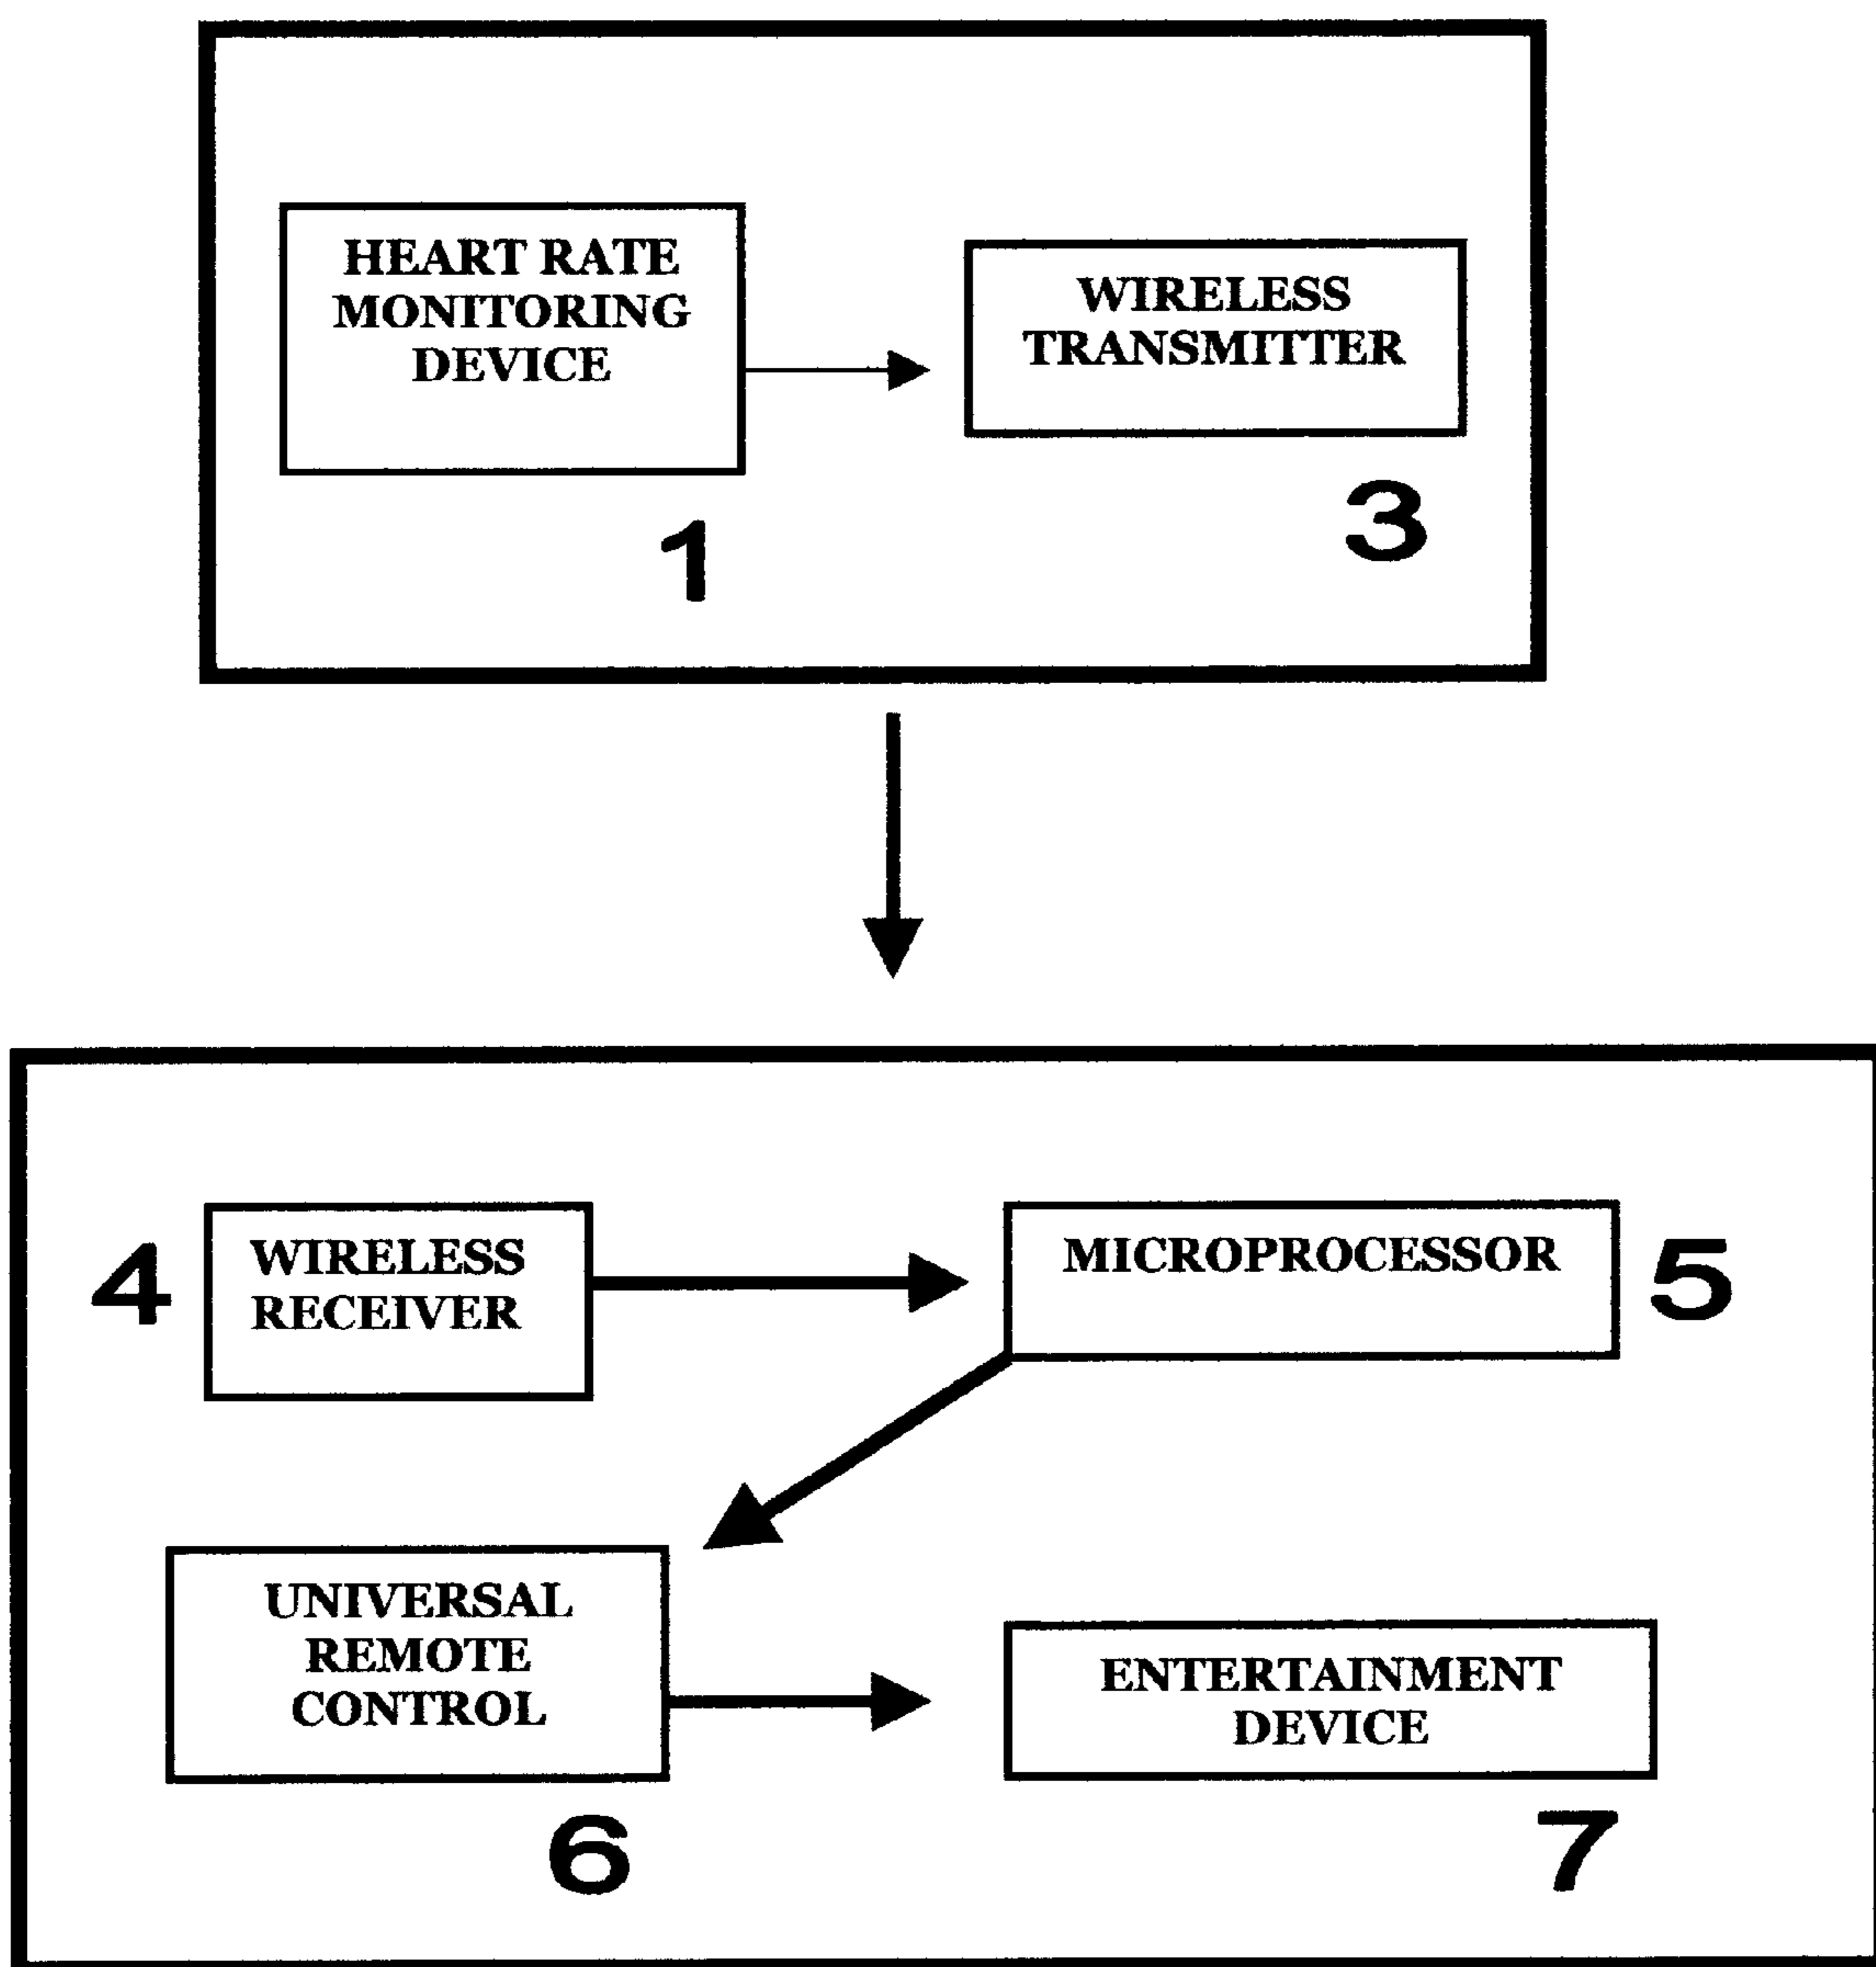 HEART RATE
MONITORING
DEVICE
WIRELESS
TRANSMITTER
1
3
4
WIRELESS
RECEIVER
MICROPROCESSOR
5
UNIVERSAL
REMOTE
CONTROL
ENTERTAINMENT
DEVICE
6
7